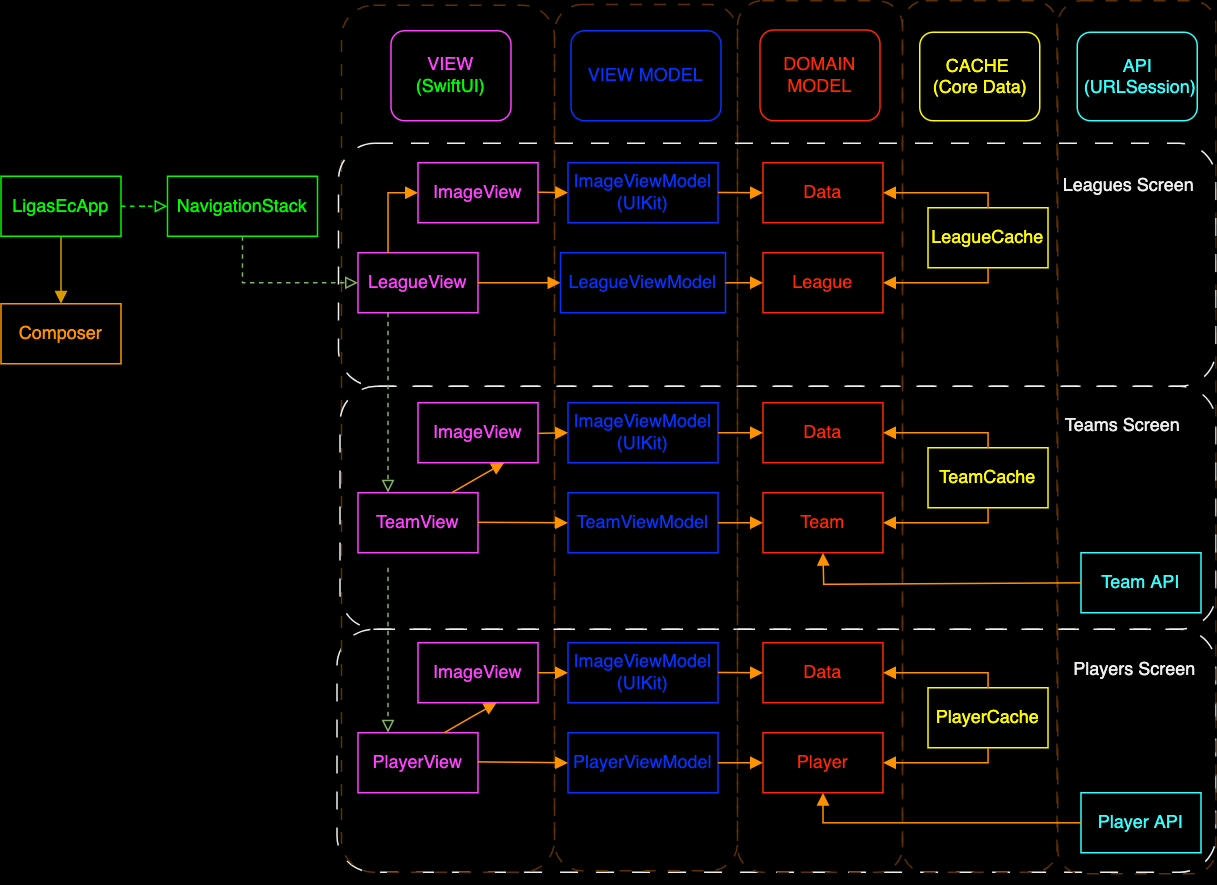 VIEW
(SwiftUI)
VIEW MODEL
DOMAIN
MODEL
CACHE
(Core Data)
API
(URLSession)
LigasEcApp
NavigationStack
Composer
Leagues Screen
ImageView
ImageViewModel
(UIKit)
Data
LeagueCache
LeagueView
LeagueViewModel
League
Teams Screen
ImageView
ImageViewModel
(UIKit)
Data
TeamCache
TeamView
TeamViewModel
Team
Team API
Players Screen
ImageView
ImageViewModel
(UIKit)
Data
PlayerCache
PlayerView
PlayerViewModel
Player
Player API